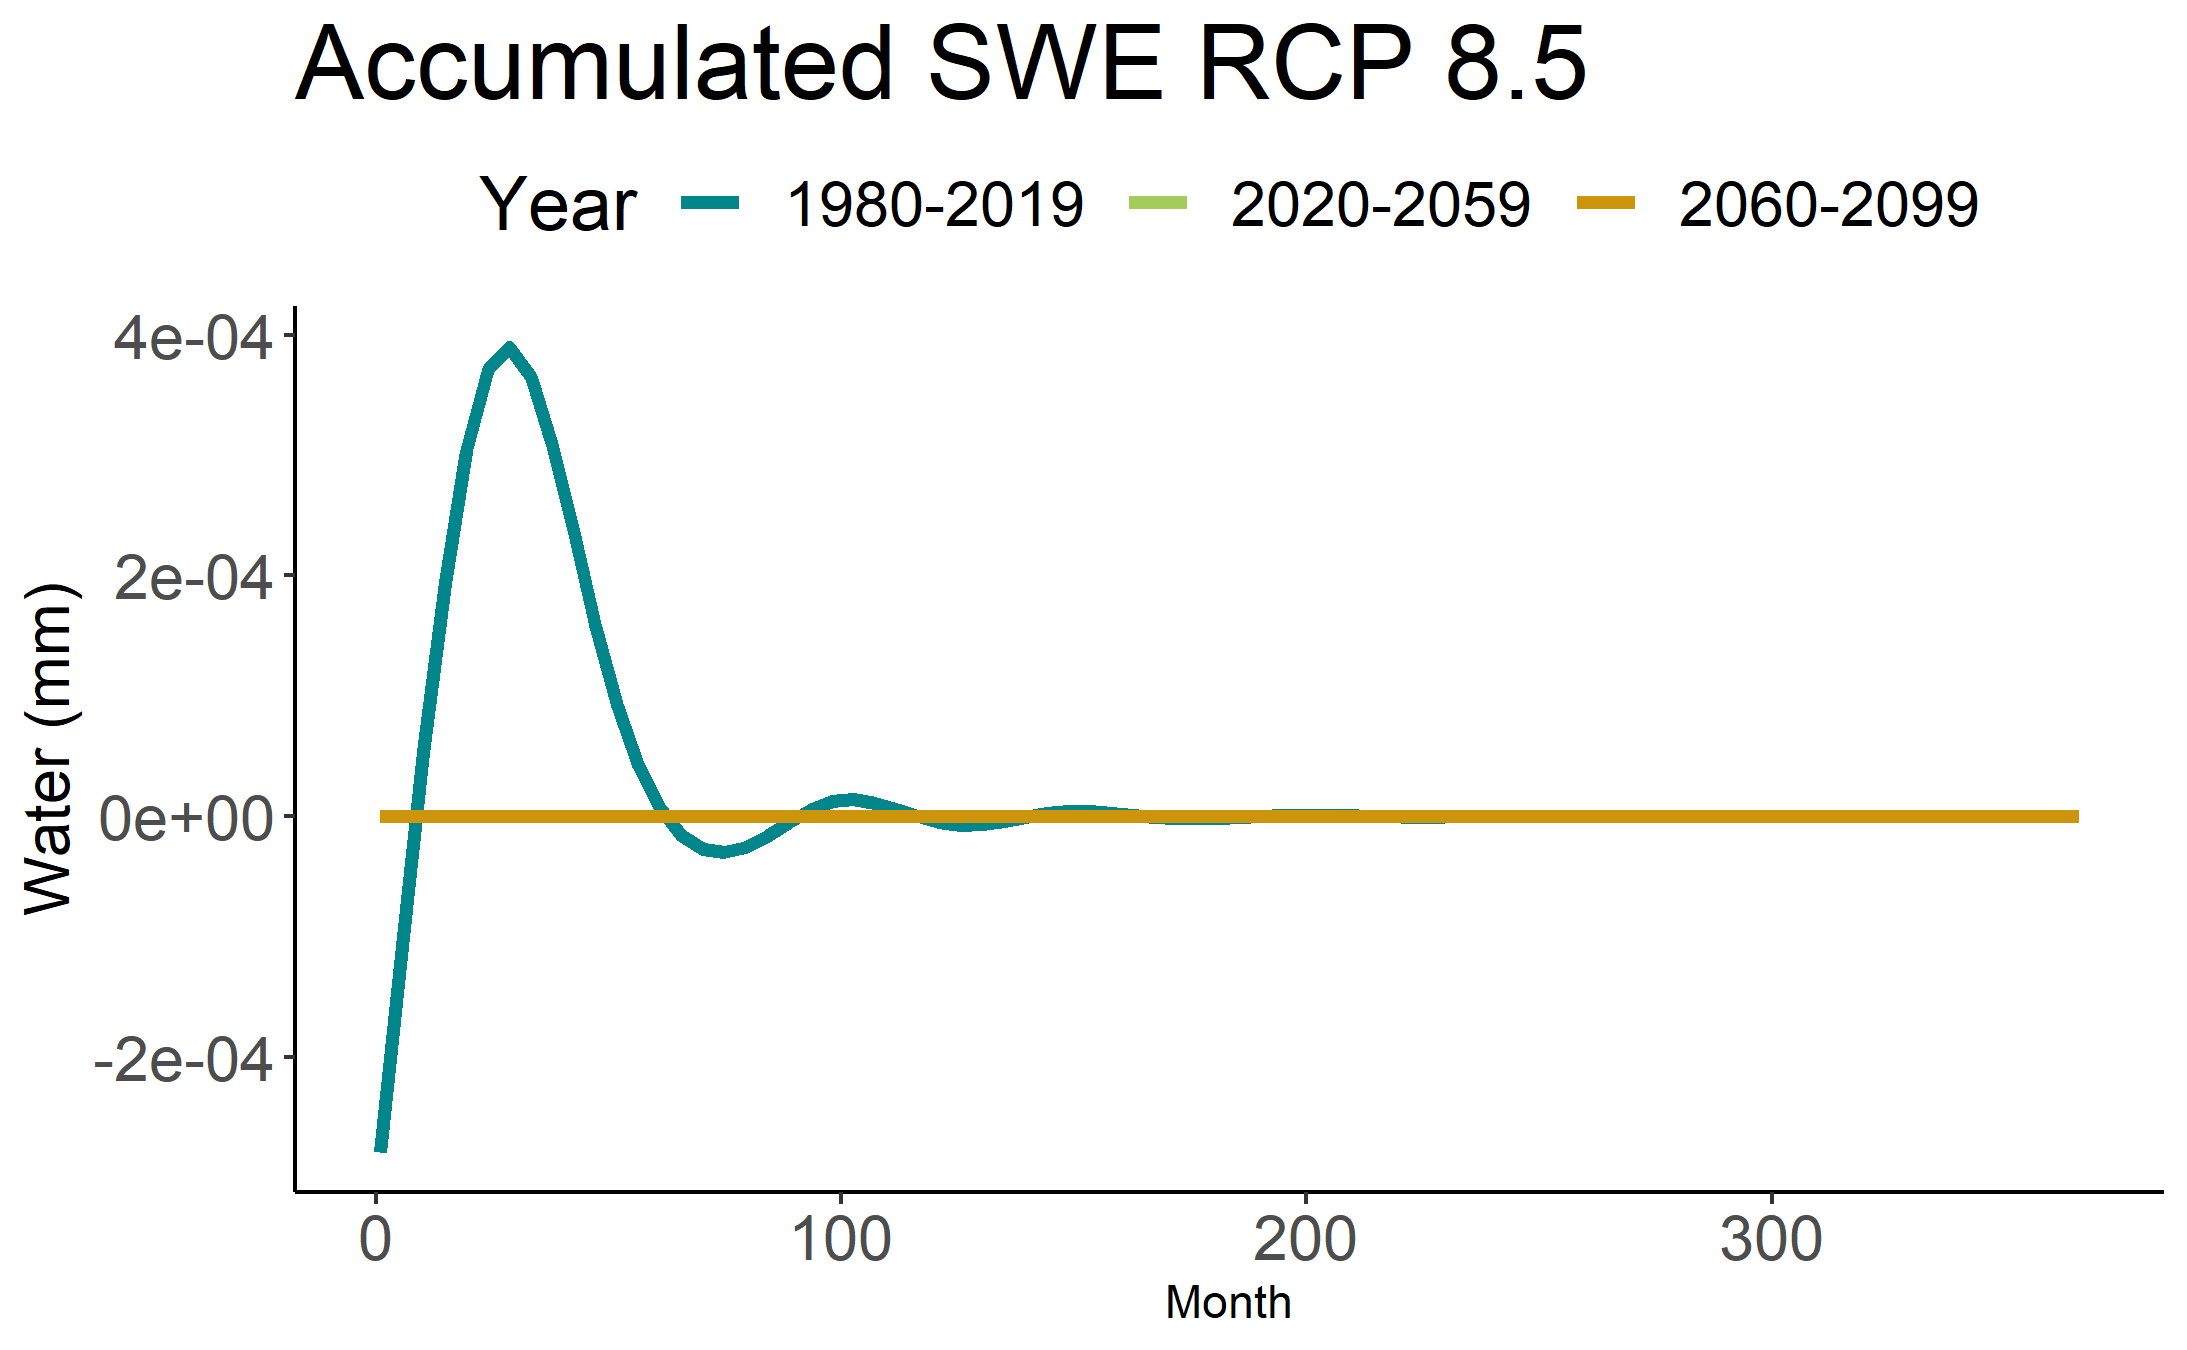 Accumulated SWE RCP 8.5
Year 1980-2019 2020-2059 2060-2099
4e-04
2e-04
0e+00
-2e-04
Water (mm)
0 100 200 300
Month